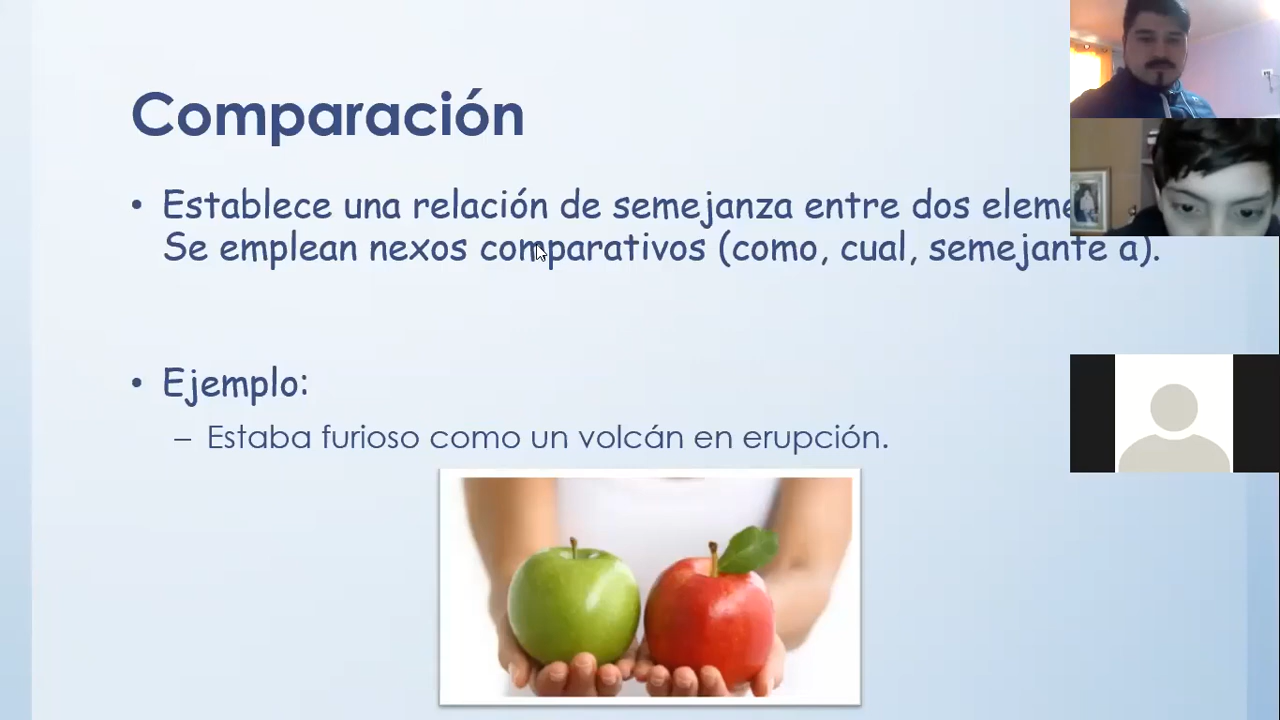 Comparación
• Establece una relación de semejanza entre dos
Se emplean nexos comparativos (como, cual, semejante a).
• Ejemplo:
– Estaba furioso como un volcán en erupción.